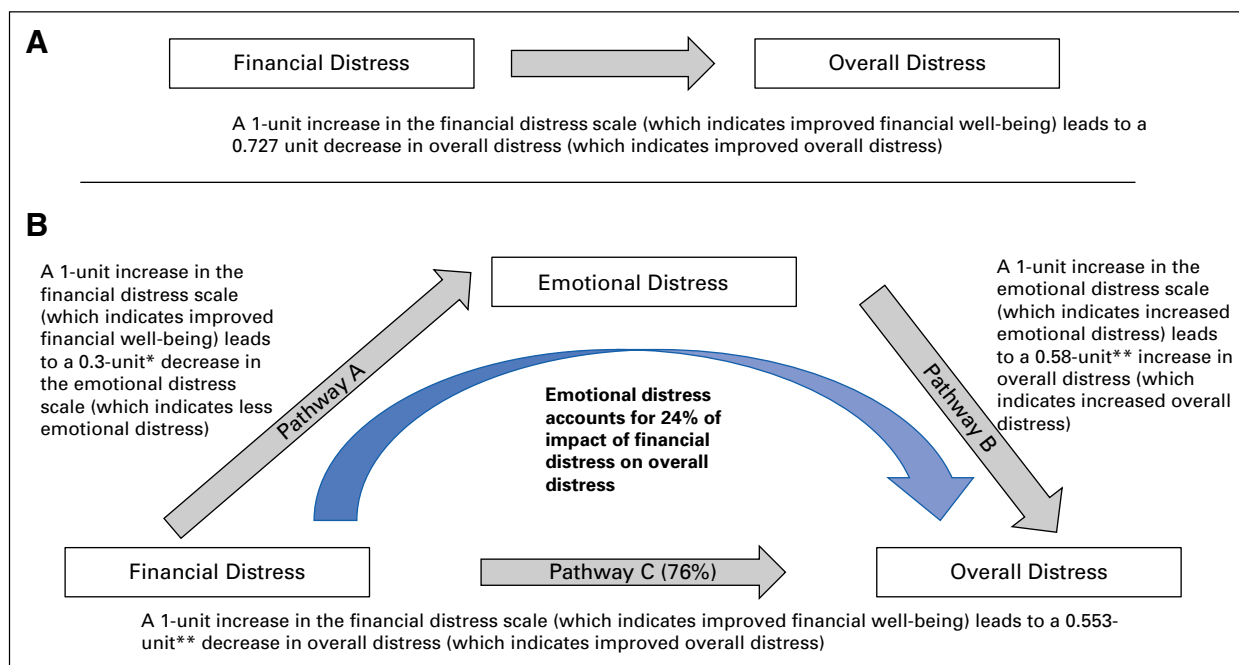 A
Financial Distress
Overall Distress
A 1-unit increase in the financial distress scale (which indicates improved financial well-being) leads to a
0.727 unit decrease in overall distress (which indicates improved overall distress)
B
A 1-unit increase in the
financial distress scale
(which indicates improved
financial well-being) leads
to a 0.3-unit* decrease in
the emotional distress
scale (which indicates less
emotional distress)
Pathway A
Emotional Distress
Emotional distress
accounts for 24% of
impact of financial
distress on overall
distress
Pathway B
A 1-unit increase in the
emotional distress scale
(which indicates increased
emotional distress) leads
to a 0.58-unit** increase in
overall distress (which
indicates increased overall
distress)
Financial Distress
Pathway C (76%)
Overall Distress
A 1-unit increase in the financial distress scale (which indicates improved financial well-being) leads to a 0.553-
unit** decrease in overall distress (which indicates improved overall distress)